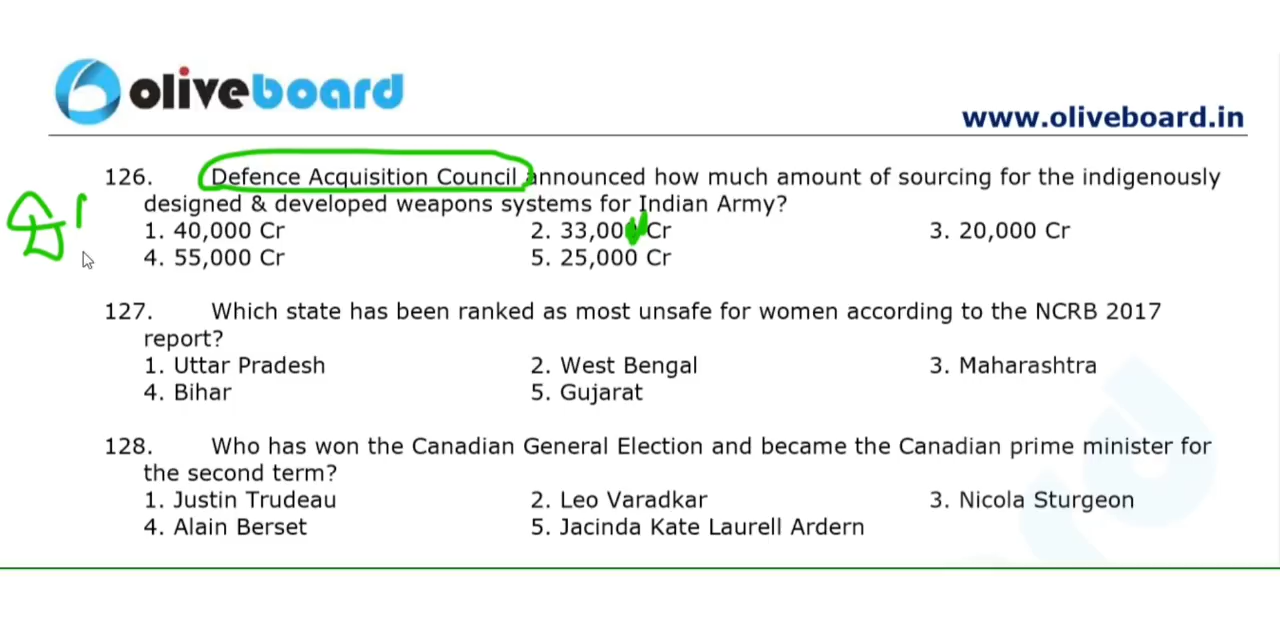 oliveboard
www.oliveboard.in
126. Defence Acquisition Council announced how much amount of sourcing for the indigenously
designed & developed weapons systems for Indian Army?
1. 40,000 Cr 2. 33,000 Cr 3. 20,000 Cr
4. 55,000 Cr 5. 25,000 Cr
127. Which state has been ranked as most unsafe for women according to the NCRB 2017
report?
1. Uttar Pradesh 2. West Bengal 3. Maharashtra
4. Bihar 5. Gujarat
128. Who has won the Canadian General Election and became the Canadian prime minister for
the second term?
1. Justin Trudeau 2. Leo Varadkar 3. Nicola Sturgeon
4. Alain Berset 5. Jacinda Kate Laurell Ardern